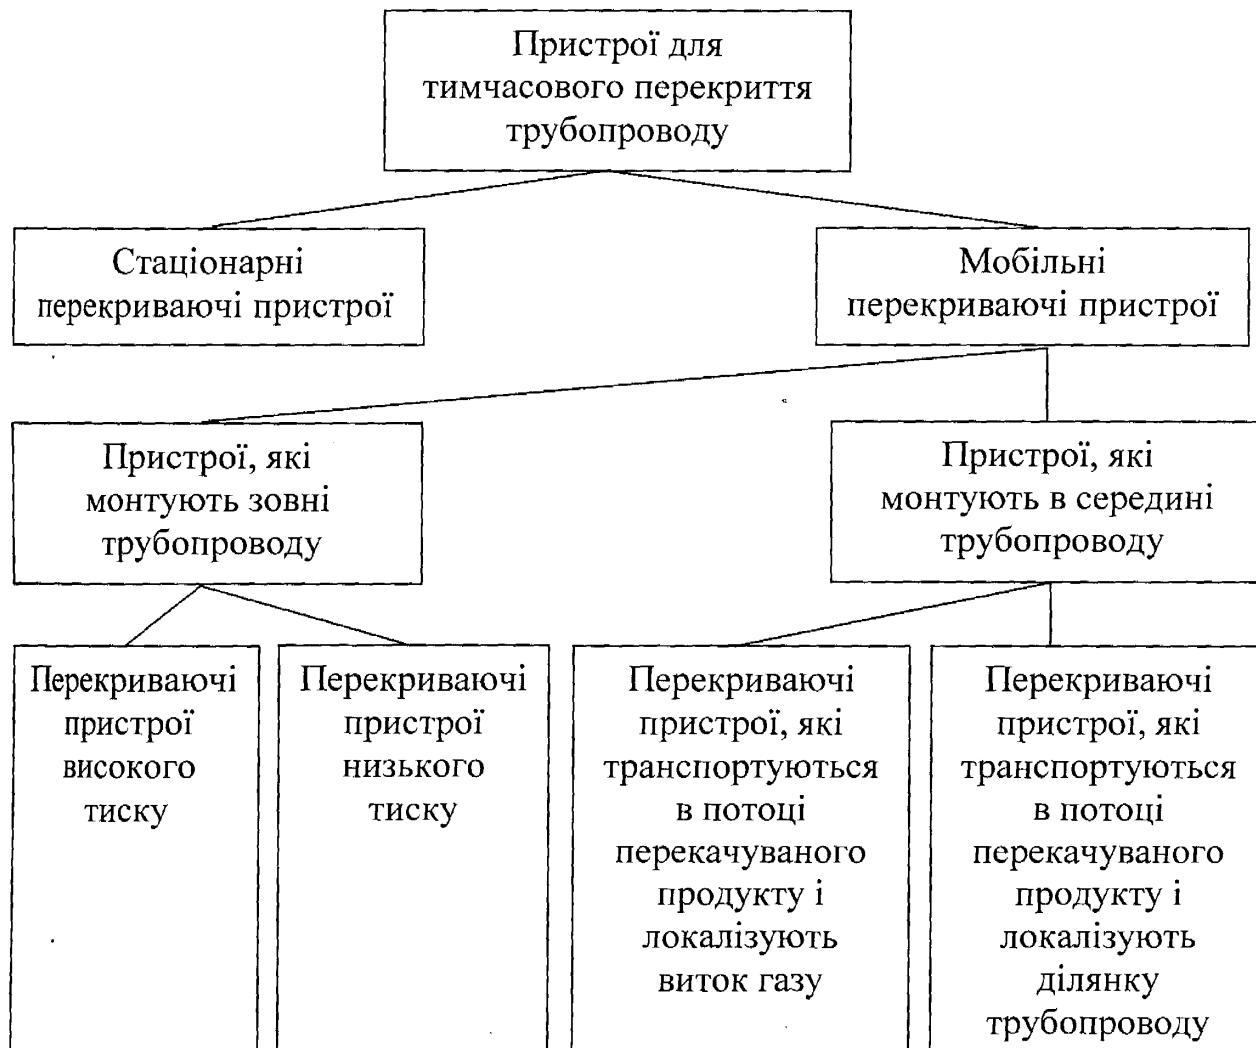 Пристрої для
тимчасового перекриття
трубопроводу
Стаціонарні
перекриваючі пристрої
Мобільні
перекриваючі пристрої
Пристрої, які
монтують зовні
трубопроводу
Пристрої, які
монтують в середині
трубопроводу
Перекриваючі
пристрої
високого
тиску
Перекриваючі
пристрої
низького
тиску
Перекриваючі
пристрої, які
транспортуються
в потоці
перекачуваного
продукту і
локалізують
виток газу
Перекриваючі
пристрої, які
транспортуються
в потоці
перекачуваного
продукту і
локалізують
ділянку
трубопроводу